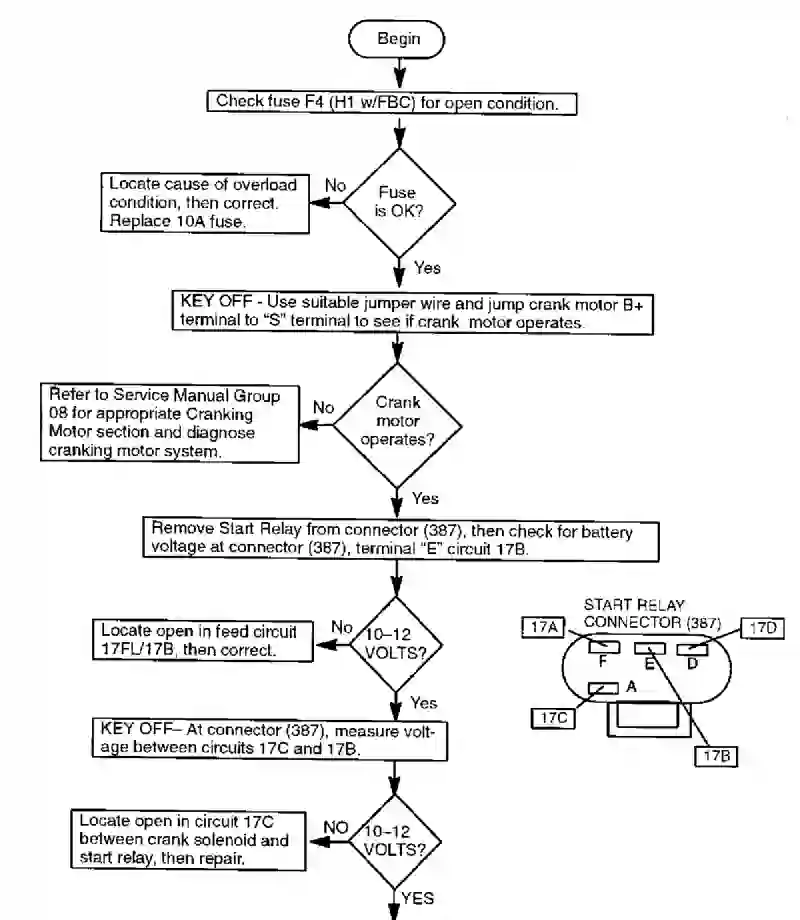 Begin
Check fuse F4 (H1 w/FBC) for open condition.
Fuse
is OK?
No
Locate cause of overload
condition, then correct.
Replace 10A fuse.
Yes
KEY OFF - Use suitable jumper wire and jump crank motor B+
terminal to “S” terminal to see if crank motor operates.
Crank
motor
operates?
No
Refer to Service Manual Group
08 for appropriate Cranking
Motor section and diagnose
cranking motor system.
Yes
Remove Start Relay from connector (387), then check for battery
voltage at connector (387), terminal “E” circuit 17B.
10–12
VOLTS?
No
Locate open in feed circuit
17FL/17B, then correct.
Yes
KEY OFF– At connector (387), measure volt-
age between circuits 17C and 17B.
10–12
VOLTS?
NO
Locate open in circuit 17C
between crank solenoid and
start relay, then repair.
YES
START RELAY
CONNECTOR (387)
17A
17D
F E D
A
17C
17B